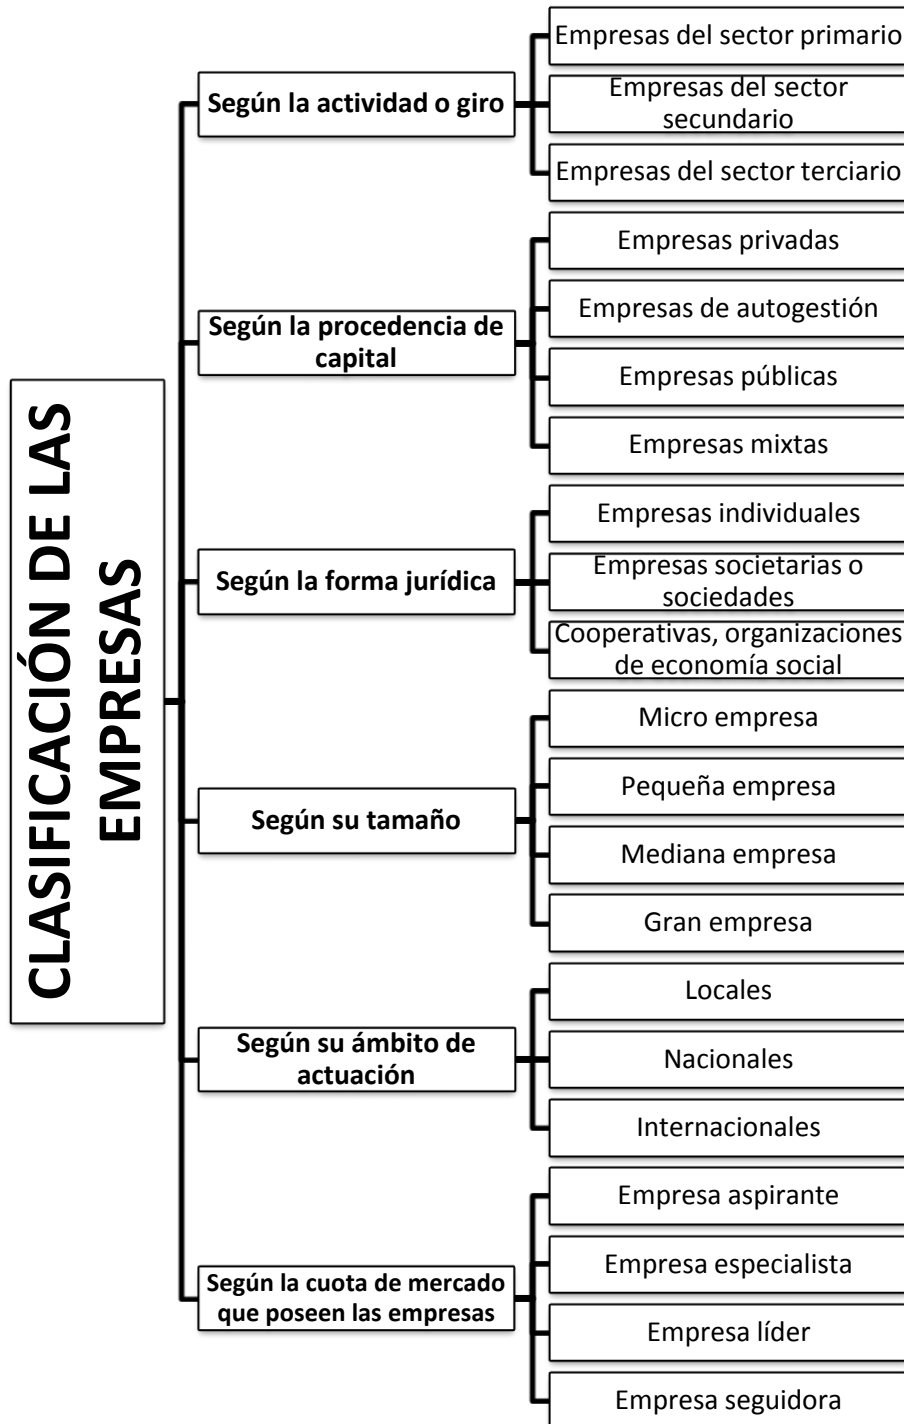 CLASIFICACIÓN DE LAS
EMPRESAS
Según la actividad o giro
Empresas del sector primario
Empresas del sector
secundario
Empresas del sector terciario
Según la procedencia de
capital
Empresas privadas
Empresas de autogestión
Empresas públicas
Empresas mixtas
Según la forma jurídica
Empresas individuales
Empresas societarias o
sociedades
Cooperativas, organizaciones
de economía social
Según su tamaño
Micro empresa
Pequeña empresa
Mediana empresa
Gran empresa
Según su ámbito de
actuación
Locales
Nacionales
Internacionales
Según la cuota de mercado
que poseen las empresas
Empresa aspirante
Empresa especialista
Empresa líder
Empresa seguidora